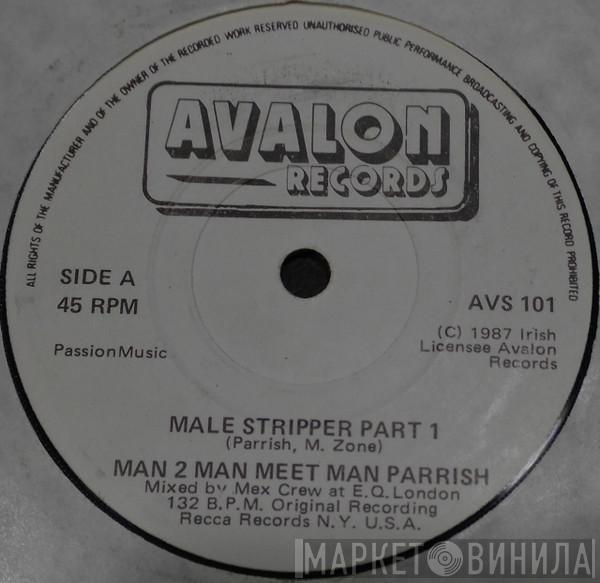 ALL RIGHTS OF THE MANUFACTURER AND OF THE OWNER OF THE RECORDED WORK RESERVED UNAUTHORISED PUBLIC PERFORMANCE BROADCASTING AND COPYING OF THIS RECORD PROHIBITED
AVALON
RECORDS
SIDE A
45 RPM
AVS 101
Passion Music
(C) 1987 Irish
Licensee Avalon
Records
MALE STRIPPER PART 1
(Parrish, M. Zone)
MAN 2 MAN MEET MAN PARRISH
Mixed by Mex Crew at E.Q. London
132 B.P.M. Original Recording
Recca Records N.Y. U.S.A.
МАРКЕТ ВИНИЛА